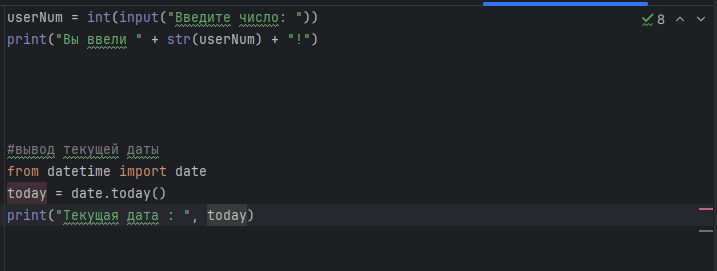 userNum = int(input("Введите число: "))
8
print("Вы ввели " + str(userNum) + "!")
#вывод текущей даты
from datetime import date
today = date.today()
print("Текущая дата : ", today)